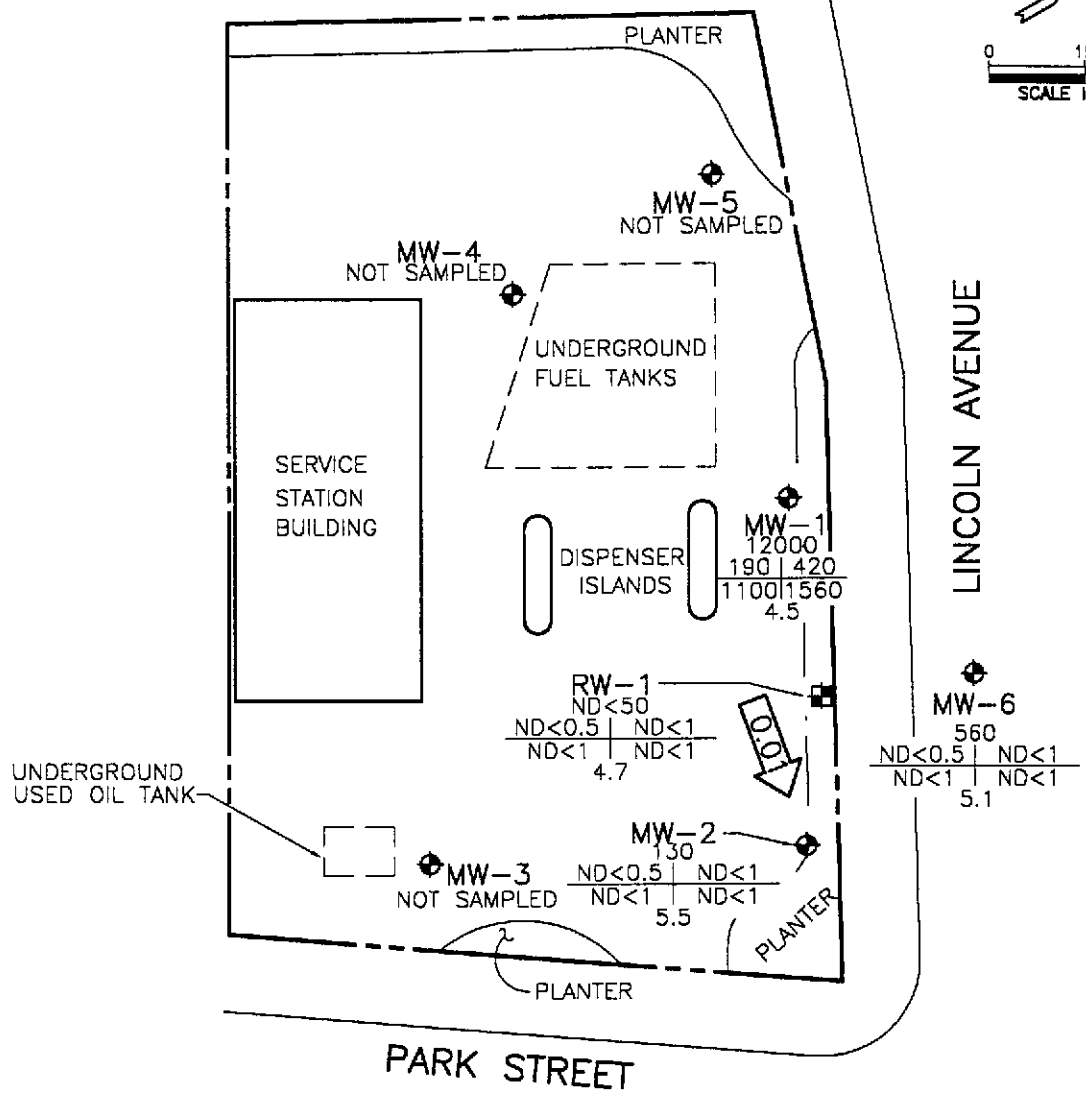 PLANTER
0
SCALE
MW-5
NOT SAMPLED
MW-4
NOT SAMPLED
UNDERGROUND
FUEL TANKS
LINCOLN AVENUE
SERVICE
STATION
BUILDING
DISPENSER
ISLANDS
MW-1
12000
190 | 420
1100 | 1560
4.5
RW-1
ND<50
ND<0.5 | ND<1
ND<1 | ND<1
4.7
0.01
MW-6
560
ND<0.5 | ND<1
ND<1 | ND<1
5.1
UNDERGROUND
USED OIL TANK
MW-2
130
ND<0.5 | ND<1
ND<1 | ND<1
5.5
MW-3
NOT SAMPLED
PLANTER
PLANTER
PARK STREET